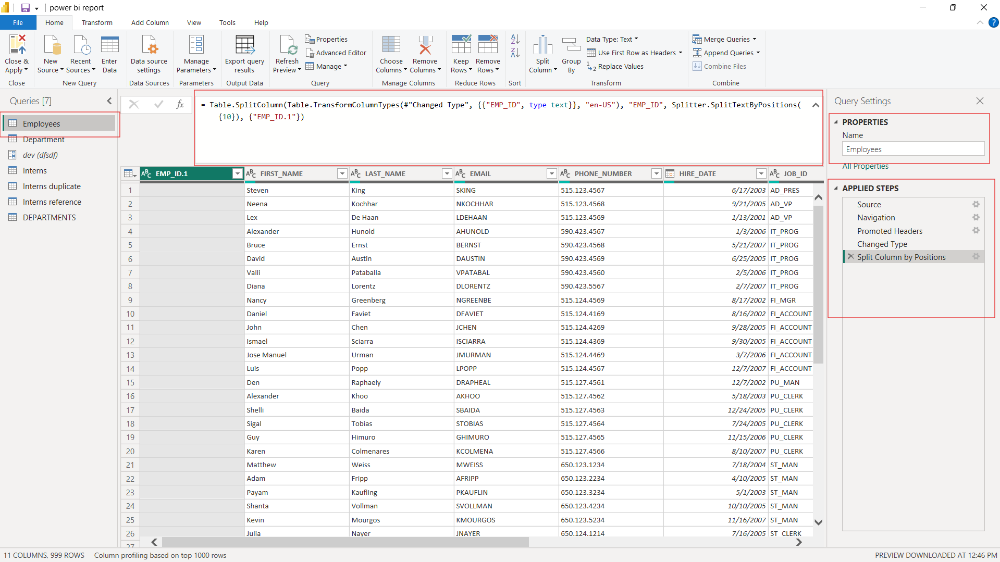 power bi report
File Home Transform Add Column View Tools Help
Close & Apply
Close
New Source
Recent Sources
Enter Data
New Query
Data source settings
Data Sources
Manage Parameters
Parameters
Export query results
Output Data
Refresh Preview
Properties
Advanced Editor
Manage
Query
Choose Columns
Remove Columns
Manage Columns
Keep Rows
Remove Rows
Reduce Rows
Sort
Split Column
Group By
Data Type: Text
Use First Row as Headers
Replace Values
Transform
Merge Queries
Append Queries
Combine Files
Combine
Queries [7]
Employees
Department
dev (dfsdf)
Interns
Interns duplicate
Interns reference
DEPARTMENTS
= Table.SplitColumn(Table.TransformColumnTypes(#"Changed Type", {{"EMP_ID", type text}}, "en-US"), "EMP_ID", Splitter.SplitTextByPositions(
{10}), {"EMP_ID.1"})
EMP_ID.1 FIRST_NAME LAST_NAME EMAIL PHONE_NUMBER HIRE_DATE JOB_ID
1 Steven King SKING 515.123.4567 6/17/2003 AD_PRES
2 Neena Kochhar NKOCHHAR 515.123.4568 9/21/2005 AD_VP
3 Lex De Haan LDEHAAN 515.123.4569 1/13/2001 AD_VP
4 Alexander Hunold AHUNOLD 590.423.4567 1/3/2006 IT_PROG
5 Bruce Ernst BERNST 590.423.4568 5/21/2007 IT_PROG
6 David Austin DAUSTIN 590.423.4569 6/25/2005 IT_PROG
7 Valli Pataballa VPATABAL 590.423.4560 2/5/2006 IT_PROG
8 Diana Lorentz DLORENTZ 590.423.5567 2/7/2007 IT_PROG
9 Nancy Greenberg NGREENBE 515.124.4569 8/17/2002 FI_MGR
10 Daniel Faviet DFAVIET 515.124.4169 8/16/2002 FI_ACCOUNT
11 John Chen JCHEN 515.124.4269 9/28/2005 FI_ACCOUNT
12 Ismael Sciarra ISCIARRA 515.124.4369 9/30/2005 FI_ACCOUNT
13 Jose Manuel Urman JMURMAN 515.124.4469 3/7/2006 FI_ACCOUNT
14 Luis Popp LPOPP 515.124.4567 12/7/2007 FI_ACCOUNT
15 Den Raphaely DRAPHEAL 515.127.4561 12/7/2002 PU_MAN
16 Alexander Khoo AKHOO 515.127.4562 5/18/2003 PU_CLERK
17 Shelli Baida SBAIDA 515.127.4563 12/24/2005 PU_CLERK
18 Sigal Tobias STOBIAS 515.127.4564 7/24/2005 PU_CLERK
19 Guy Himuro GHIMURO 515.127.4565 11/15/2006 PU_CLERK
20 Karen Colmenares KCOLMENA 515.127.4566 8/10/2007 PU_CLERK
21 Matthew Weiss MWEISS 650.123.1234 7/18/2004 ST_MAN
22 Adam Fripp AFRIPP 650.123.2234 4/10/2005 ST_MAN
23 Payam Kaufling PKAUFLIN 650.123.3234 5/1/2003 ST_MAN
24 Shanta Vollman SVOLLMAN 650.123.4234 10/10/2005 ST_MAN
25 Kevin Mourgos KMOURGOS 650.123.5234 11/16/2007 ST_MAN
26 Julia Nayer JNAYER 650.124.1214 7/16/2005 ST_CLERK
27
Query Settings
PROPERTIES
Name
Employees
All Properties
APPLIED STEPS
Source
Navigation
Promoted Headers
Changed Type
Split Column by Positions
11 COLUMNS, 999 ROWS Column profiling based on top 1000 rows PREVIEW DOWNLOADED AT 12:46 PM